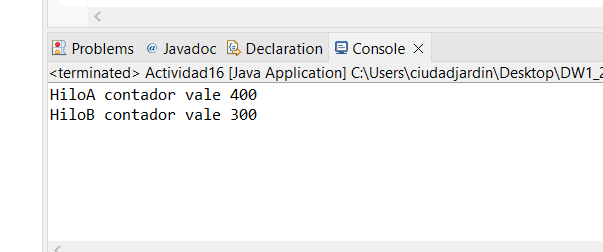 Problems @ Javadoc Declaration Console
<terminated> Actividad16 [Java Application] C:\Users\ciudadjardin\Desktop\DW1_2
HiloA contador vale 400
HiloB contador vale 300